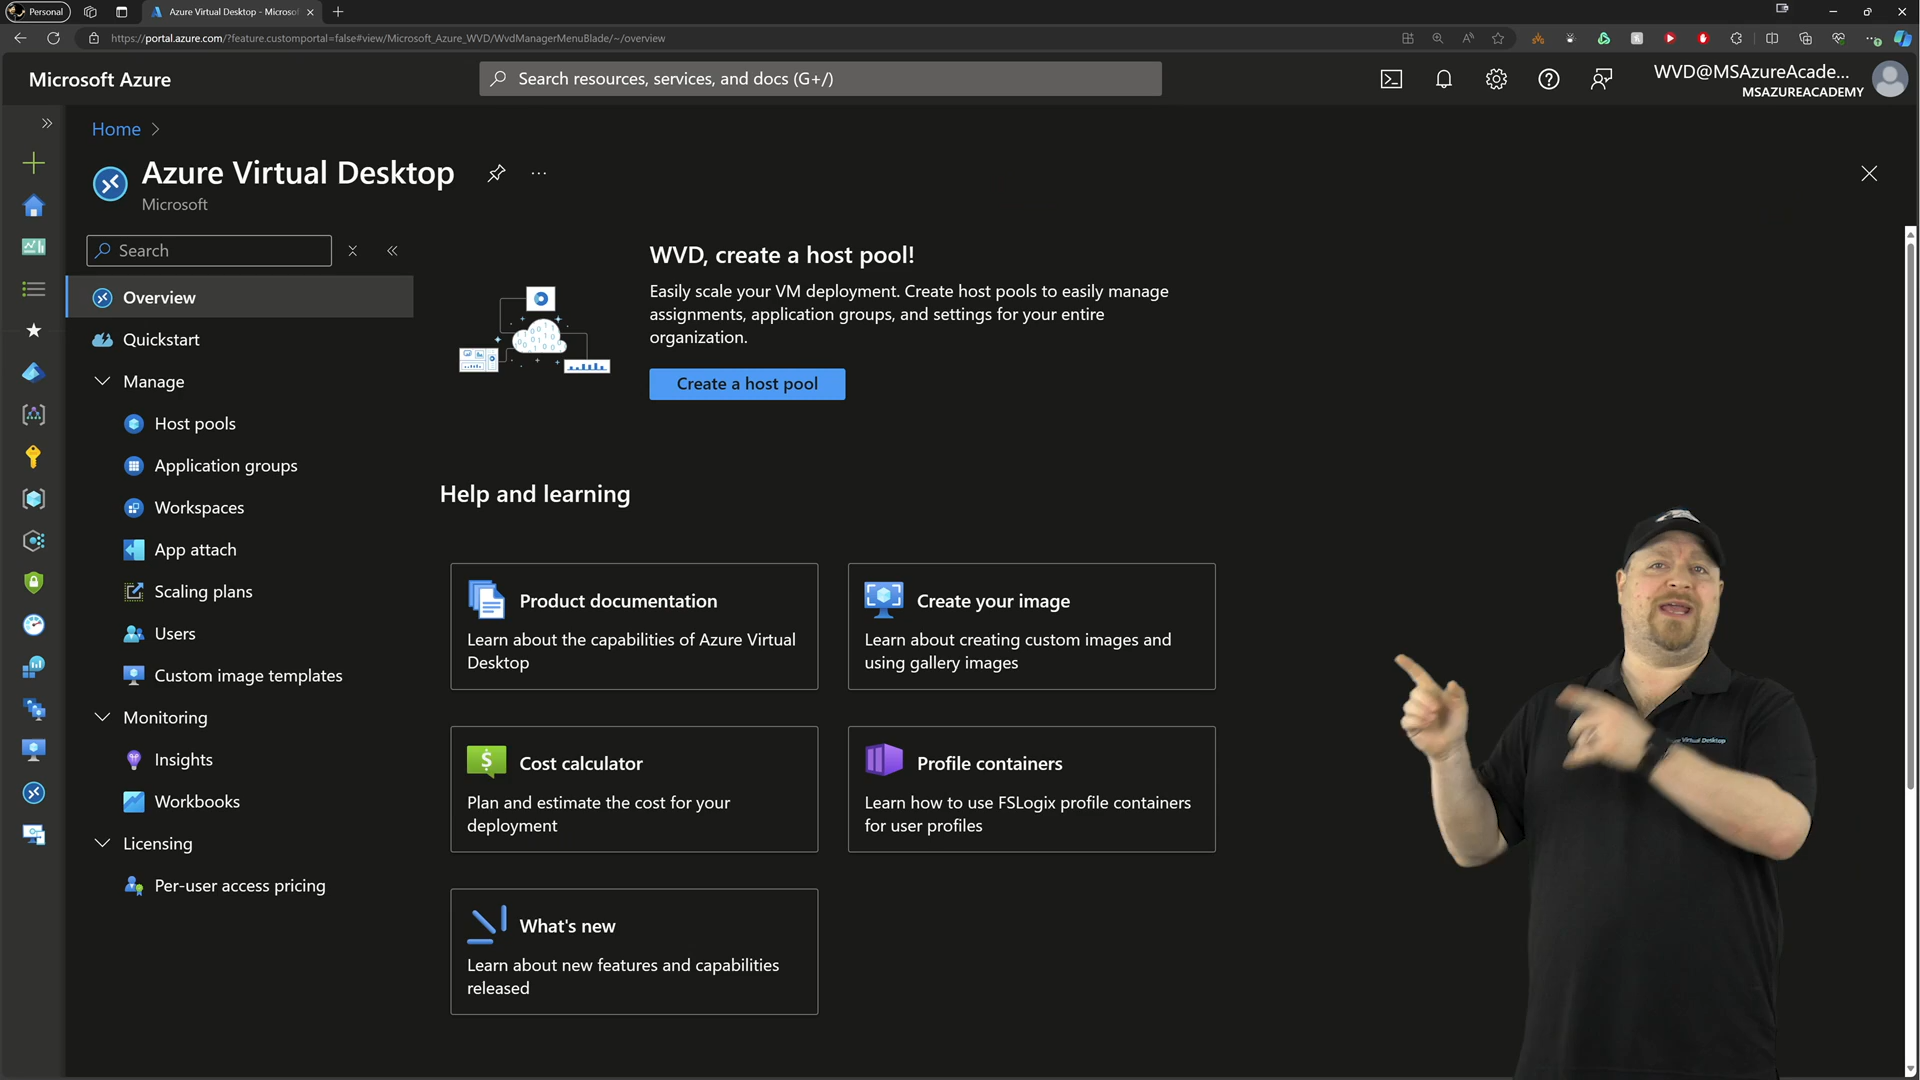 Personal
Azure Virtual Desktop - Microsof
https://portal.azure.com/?feature.customportal=false#view/Microsoft_Azure_WVD/WvdManagerMenuBlade/~/overview
Microsoft Azure
Search resources, services, and docs (G+/)
WVD@MSAzureAcade...
MSAZUREACADEMY
Home
Azure Virtual Desktop
Microsoft
Search
Overview
Quickstart
Manage
Host pools
Application groups
Workspaces
App attach
Scaling plans
Users
Custom image templates
Monitoring
Insights
Workbooks
Licensing
Per-user access pricing
WVD, create a host pool!
Easily scale your VM deployment. Create host pools to easily manage
assignments, application groups, and settings for your entire
organization.
Create a host pool
Help and learning
Product documentation
Learn about the capabilities of Azure Virtual
Desktop
Create your image
Learn about creating custom images and
using gallery images
Cost calculator
Plan and estimate the cost for your
deployment
Profile containers
Learn how to use FSLogix profile containers
for user profiles
What's new
Learn about new features and capabilities
released
Virtual Desktop